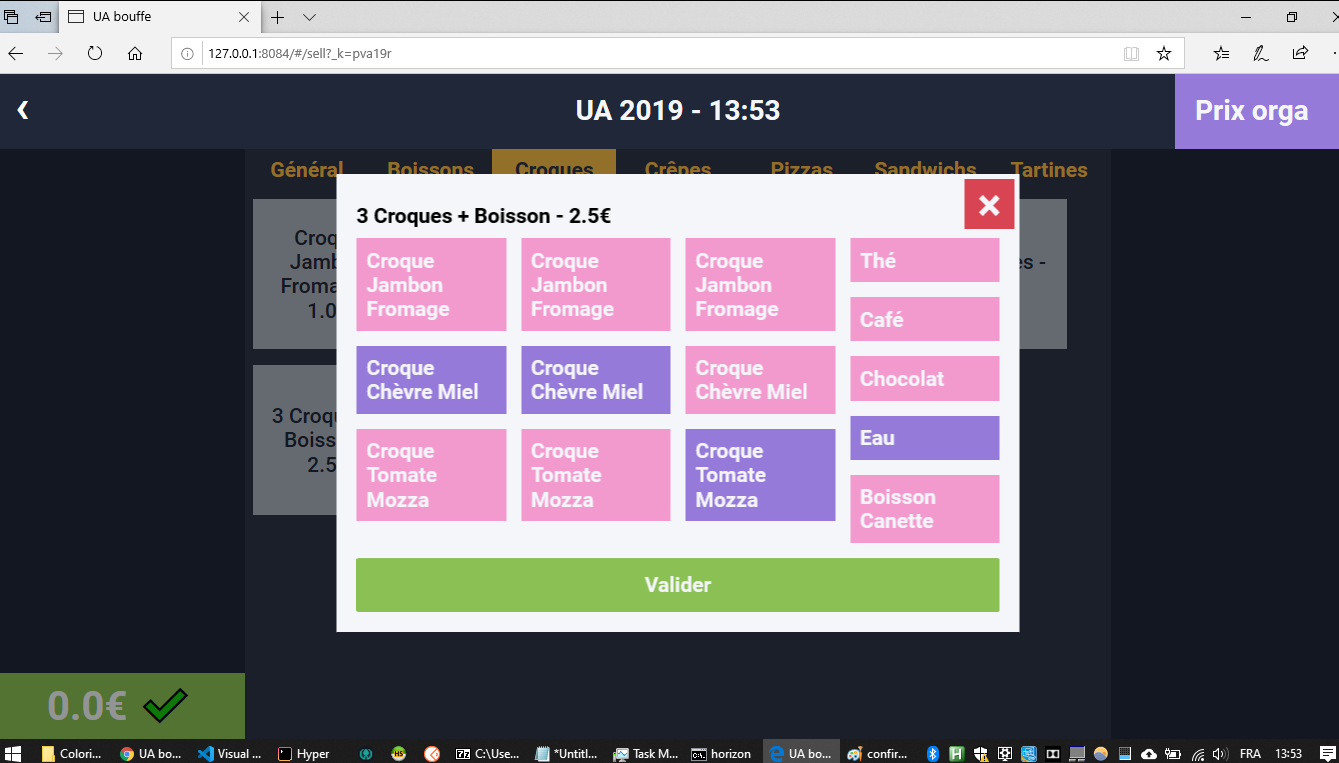 UA bouffe
127.0.0.1:8084/#/sell?_k=pva19r
UA 2019 - 13:53
Prix orga
Général
Boissons
Croques
Crêpes
Pizzas
Sandwichs
Tartines
3 Croques + Boisson - 2.5€
Croque
Jambon
Fromage
Croque
Jambon
Fromage
Croque
Jambon
Fromage
Thé
Café
Croque
Chèvre Miel
Croque
Chèvre Miel
Croque
Chèvre Miel
Chocolat
Eau
Croque
Tomate
Mozza
Croque
Tomate
Mozza
Croque
Tomate
Mozza
Boisson
Canette
Valider
3 Croqu
Boiss
2.5
Croq
Jamb
Froma
1.0
es -
0.0€
Colori...
UA bo...
Visual ...
Hyper
C:\Use...
*Untitl...
Task M...
horizon
UA bo...
confir...
FRA
13:53